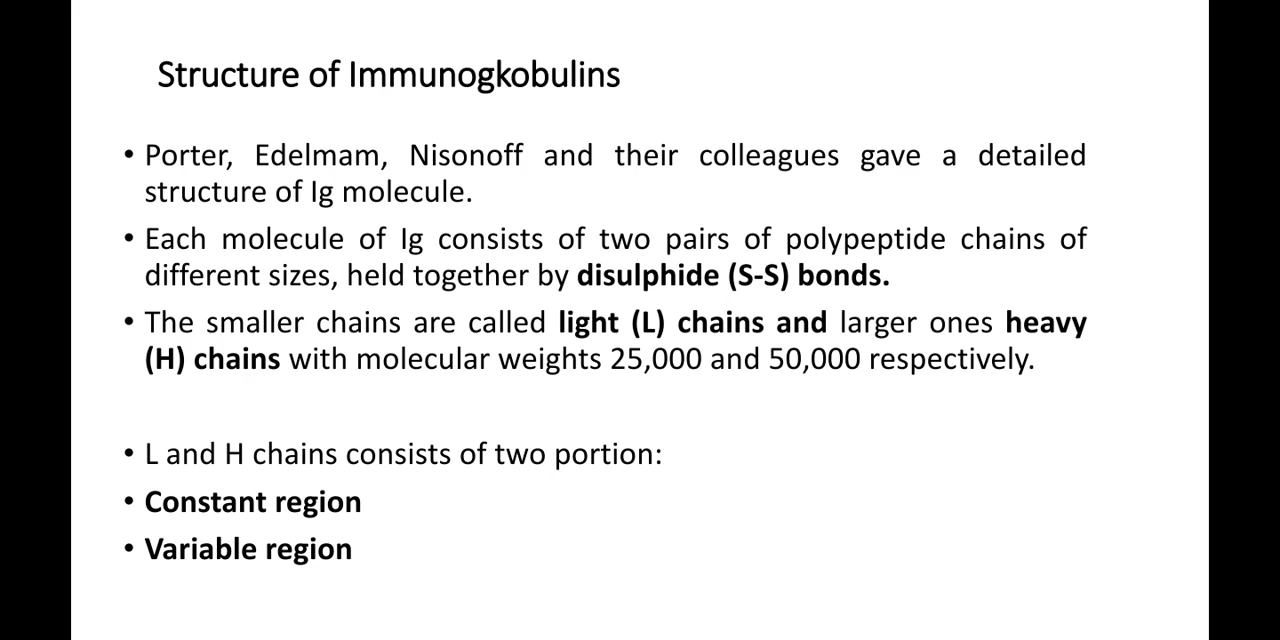 Structure of Immunogkobulins
• Porter, Edelmam, Nisonoff and their colleagues gave a detailed
structure of Ig molecule.
• Each molecule of Ig consists of two pairs of polypeptide chains of
different sizes, held together by disulphide (S-S) bonds.
• The smaller chains are called light (L) chains and larger ones heavy
(H) chains with molecular weights 25,000 and 50,000 respectively.
• L and H chains consists of two portion:
• Constant region
• Variable region